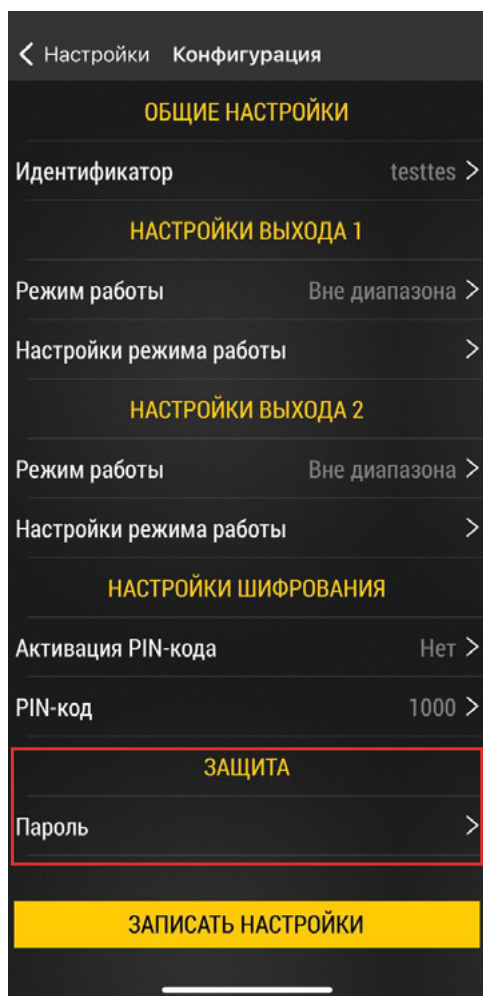 Настройки Конфигурация
ОБЩИЕ НАСТРОЙКИ
Идентификатор testtes
НАСТРОЙКИ ВЫХОДА 1
Режим работы Вне диапазона
Настройки режима работы
НАСТРОЙКИ ВЫХОДА 2
Режим работы Вне диапазона
Настройки режима работы
НАСТРОЙКИ ШИФРОВАНИЯ
Активация PIN-кода Нет
PIN-код 1000
ЗАЩИТА
Пароль
ЗАПИСАТЬ НАСТРОЙКИ